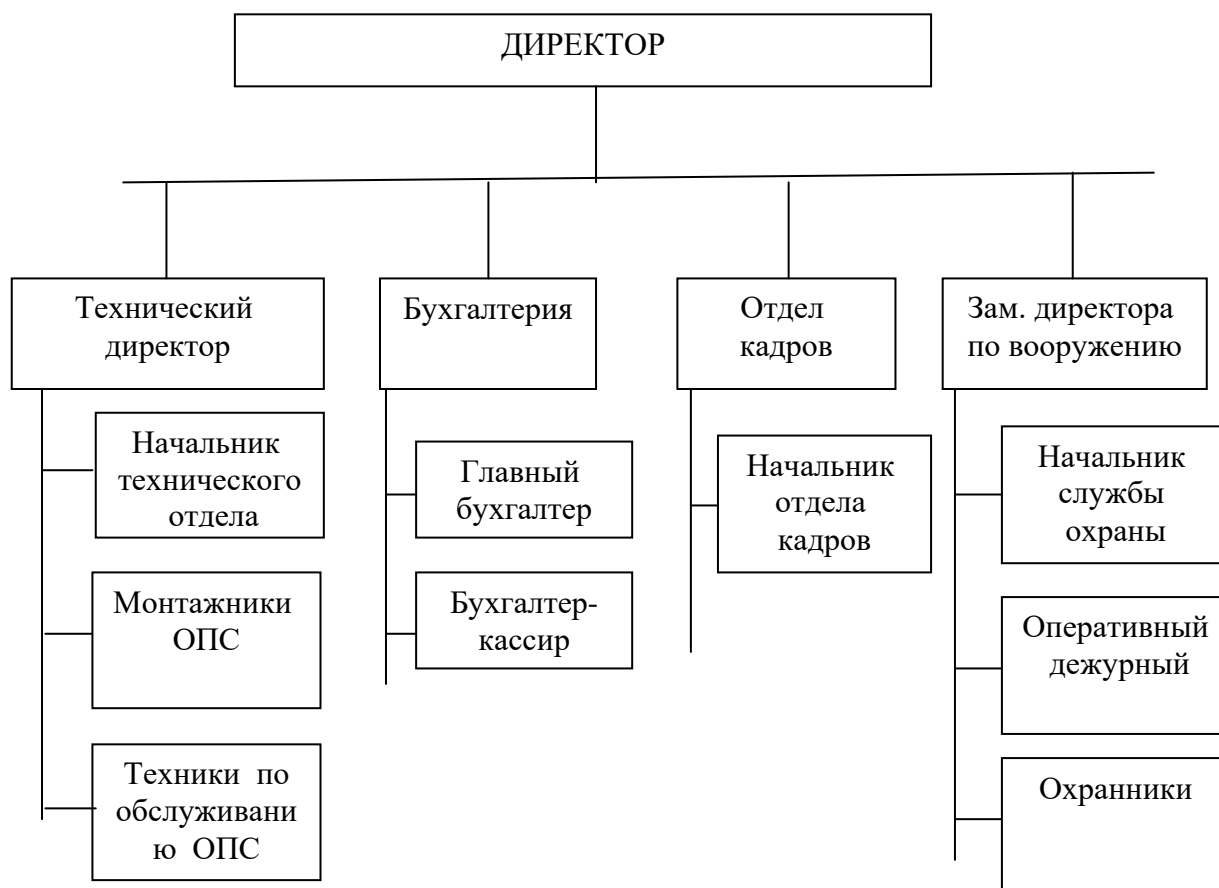 ДИРЕКТОР
Технический
директор
Бухгалтерия
Отдел
кадров
Зам. директора
по вооружению
Начальник
технического
отдела
Монтажники
ОПС
Техники по
обслуживани
ю ОПС
Главный
бухгалтер
Бухгалтер-
кассир
Начальник
отдела
кадров
Начальник
службы
охраны
Оперативный
дежурный
Охранники